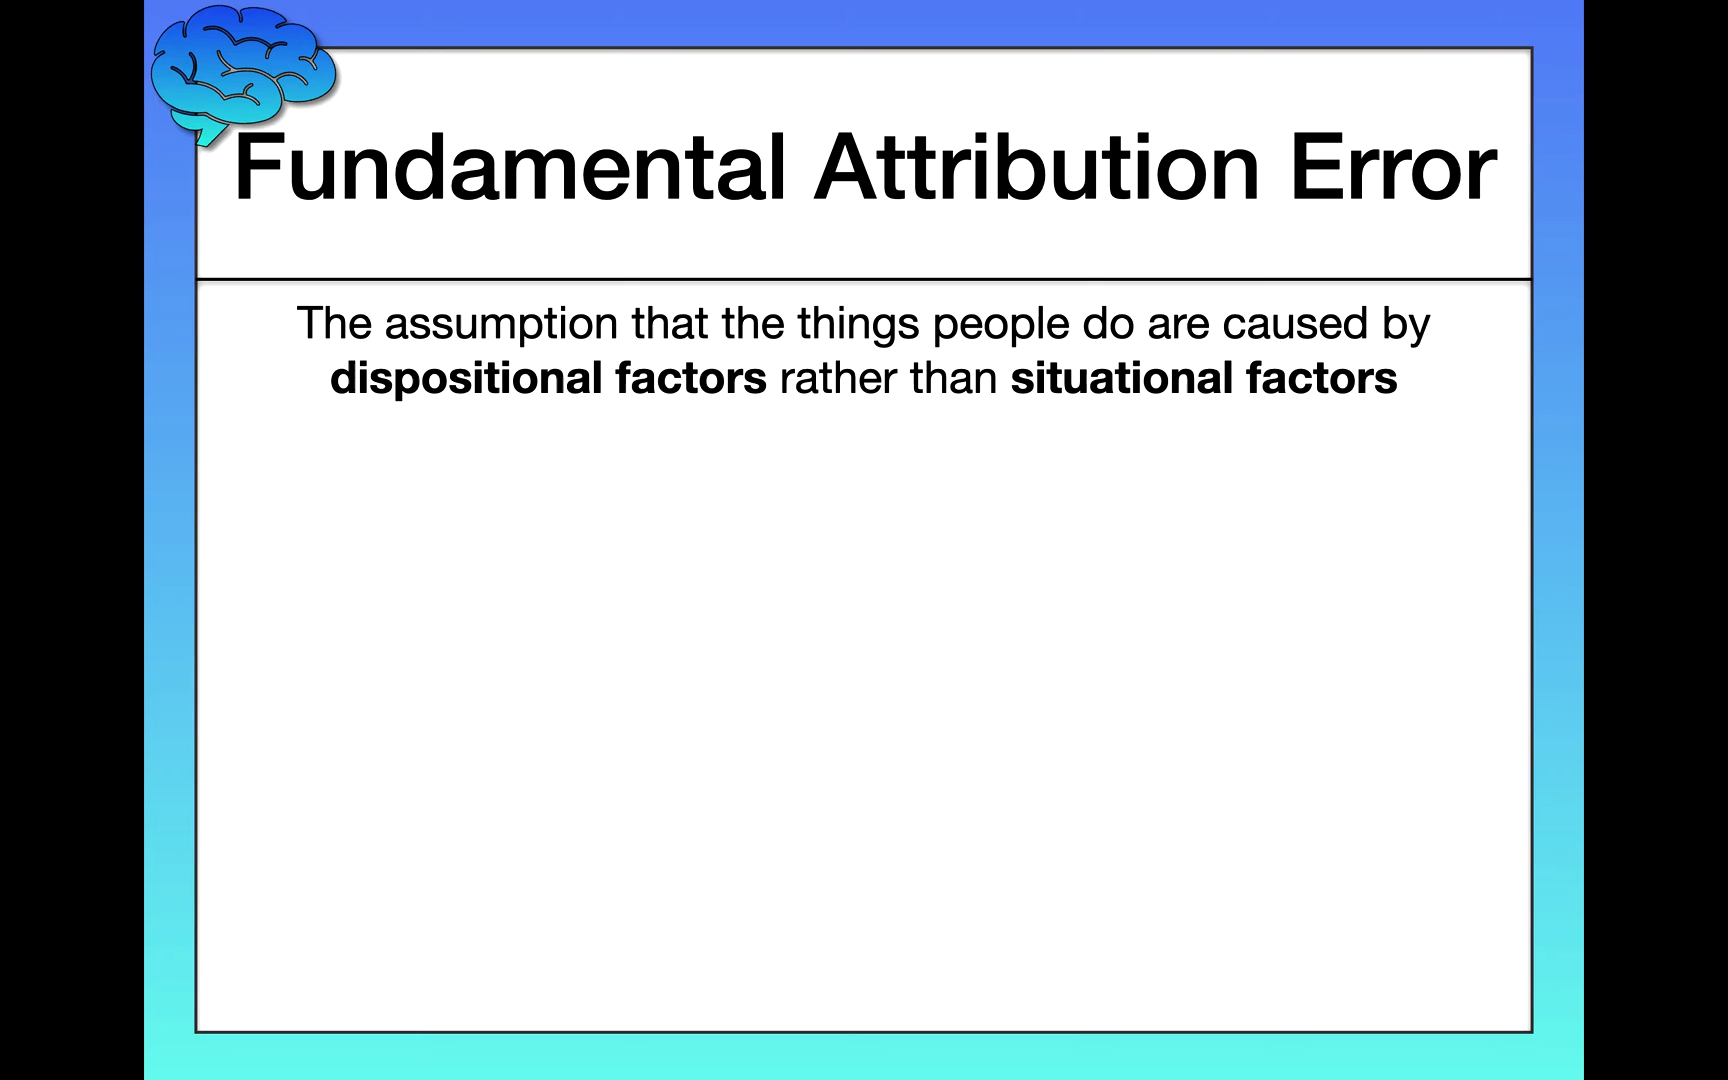 Fundamental Attribution Error
The assumption that the things people do are caused by
dispositional factors rather than situational factors